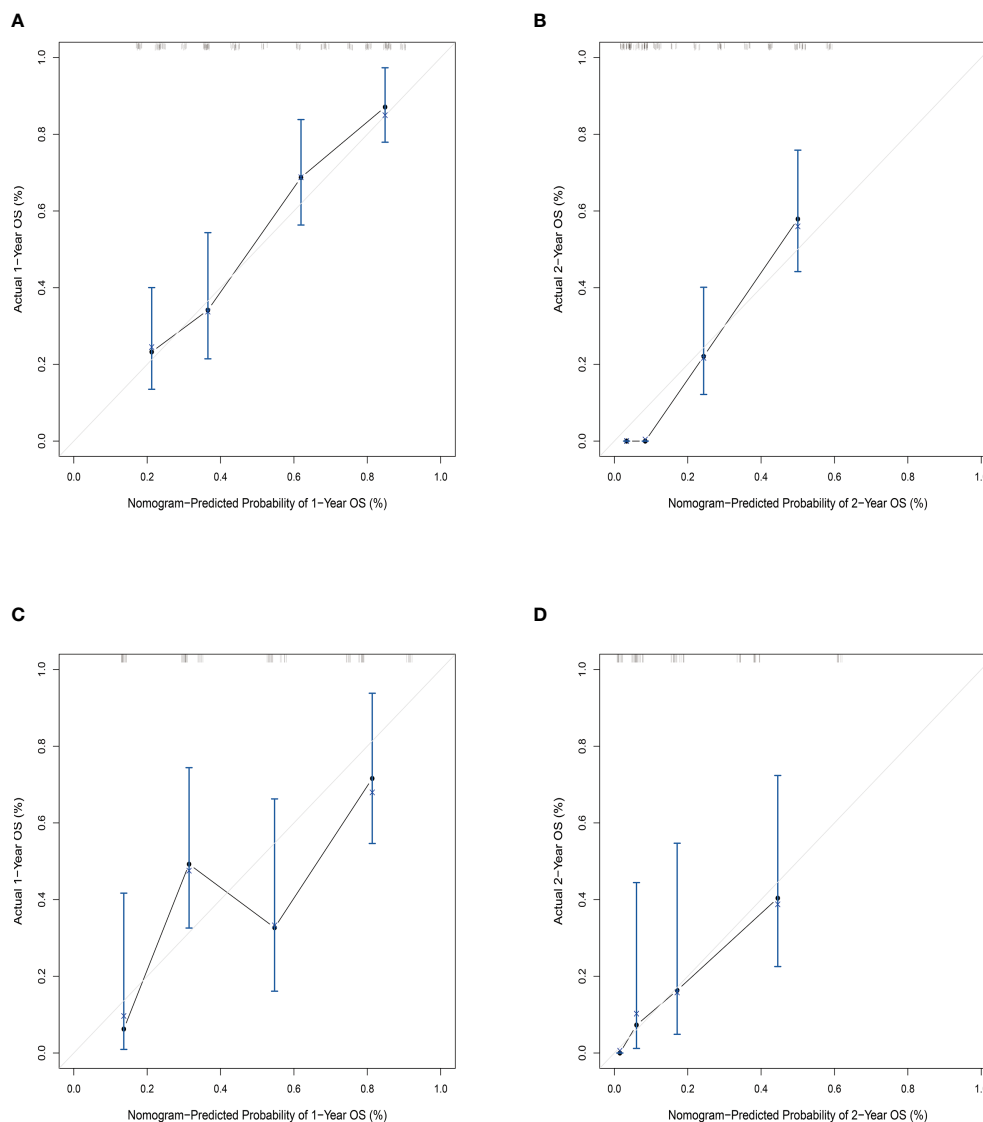 A
B
1.0
0.8
0.6
0.4
0.2
0.0
Actual 1−Year OS (%)
0.0 0.2 0.4 0.6 0.8 1.0
Nomogram−Predicted Probability of 1−Year OS (%)
1.0
0.8
0.6
0.4
0.2
0.0
Actual 2−Year OS (%)
0.0 0.2 0.4 0.6 0.8
Nomogram−Predicted Probability of 2−Year OS (%)
C
D
1.0
0.8
0.6
0.4
0.2
0.0
Actual 1−Year OS (%)
0.0 0.2 0.4 0.6 0.8 1.0
Nomogram−Predicted Probability of 1−Year OS (%)
1.0
0.8
0.6
0.4
0.2
0.0
Actual 2−Year OS (%)
0.0 0.2 0.4 0.6 0.8
Nomogram−Predicted Probability of 2−Year OS (%)